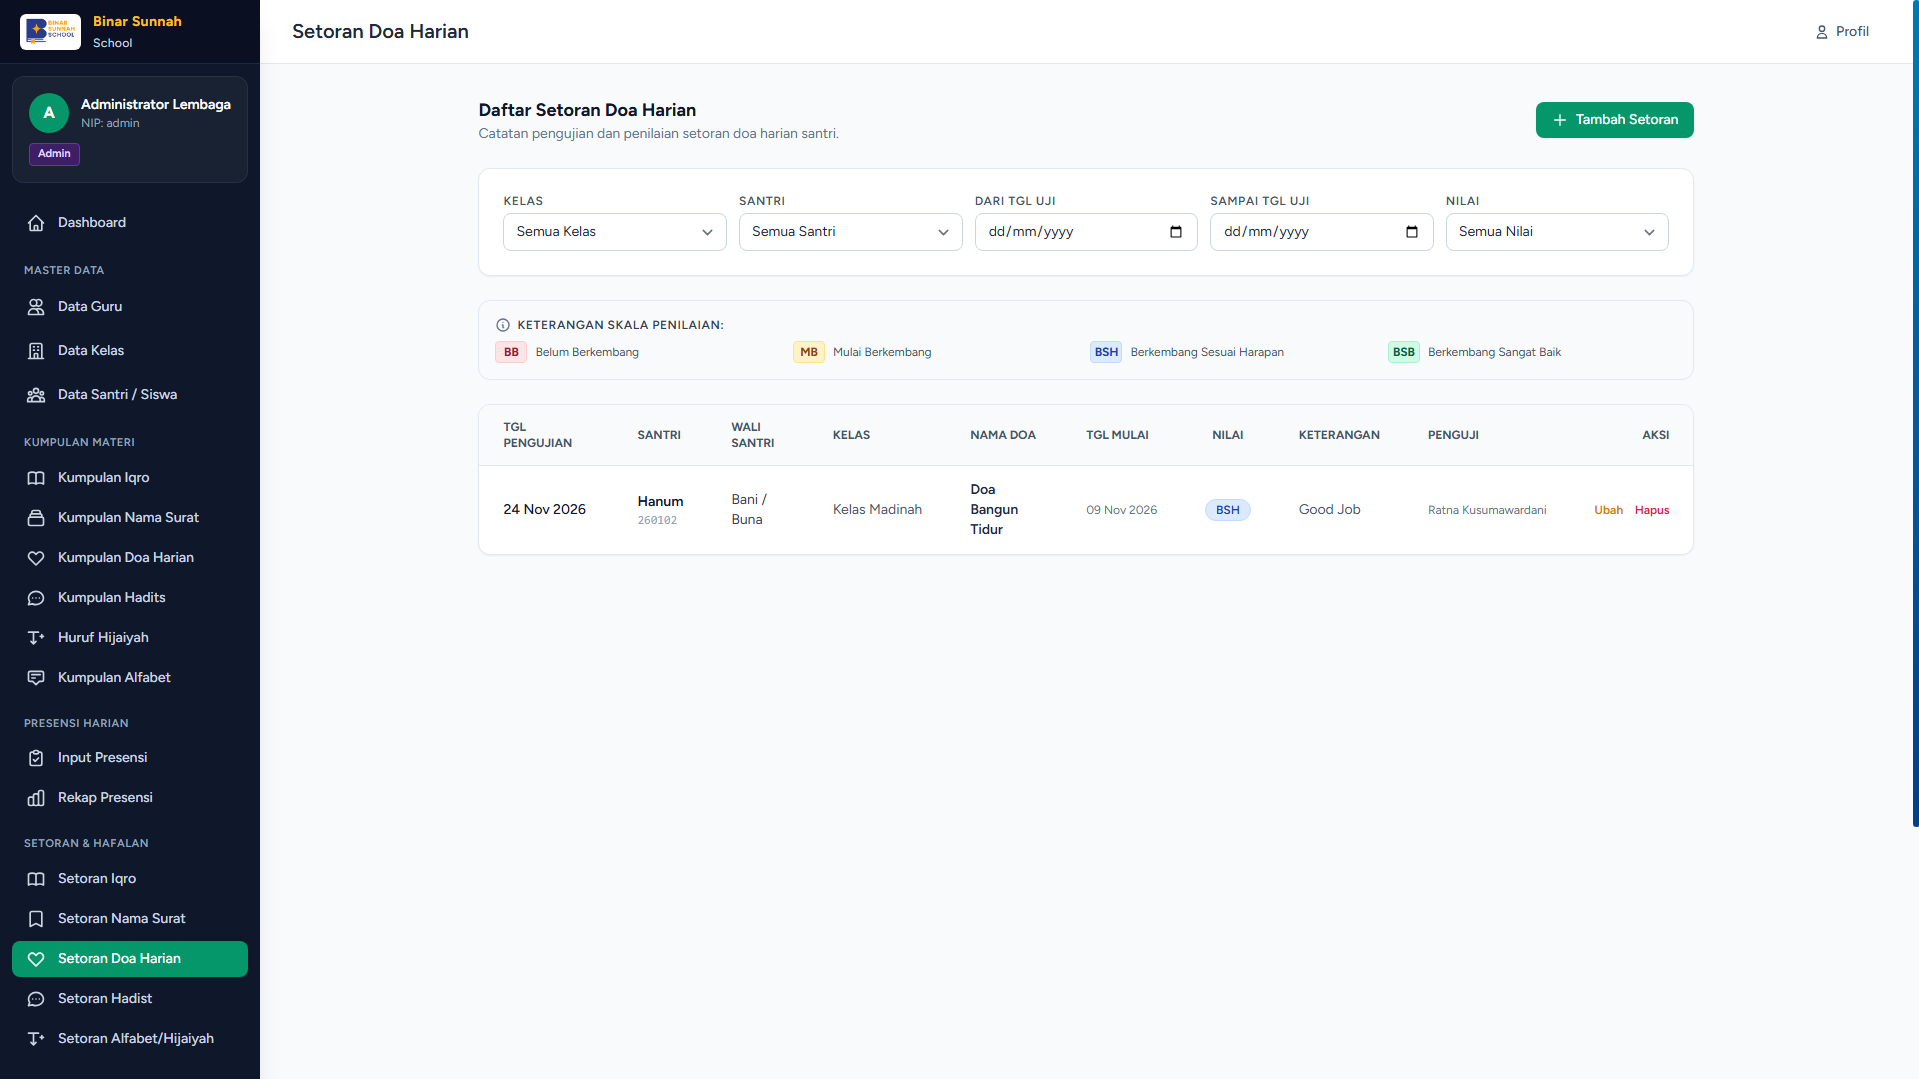 BINAR
SUNNAH
SCHOOL
Binar Sunnah
School
A
Administrator Lembaga
NIP: admin
Admin
Dashboard
MASTER DATA
Data Guru
Data Kelas
Data Santri / Siswa
KUMPULAN MATERI
Kumpulan Iqro
Kumpulan Nama Surat
Kumpulan Doa Harian
Kumpulan Hadits
Huruf Hijaiyah
Kumpulan Alfabet
PRESENSI HARIAN
Input Presensi
Rekap Presensi
SETORAN & HAFALAN
Setoran Iqro
Setoran Nama Surat
Setoran Doa Harian
Setoran Hadist
Setoran Alfabet/Hijaiyah
Setoran Doa Harian
Profil
Daftar Setoran Doa Harian
Catatan pengujian dan penilaian setoran doa harian santri.
Tambah Setoran
KELAS SANTRI DARI TGL UJI SAMPAI TGL UJI NILAI
Semua Kelas Semua Santri dd/mm/yyyy dd/mm/yyyy Semua Nilai
KETERANGAN SKALA PENILAIAN:
BB Belum Berkembang MB Mulai Berkembang BSH Berkembang Sesuai Harapan BSB Berkembang Sangat Baik
TGL PENGUJIAN SANTRI WALI SANTRI KELAS NAMA DOA TGL MULAI NILAI KETERANGAN PENGUJI AKSI
24 Nov 2026 Hanum 260102 Bani / Buna Kelas Madinah Doa Bangun Tidur 09 Nov 2026 BSH Good Job Ratna Kusumawardani Ubah Hapus